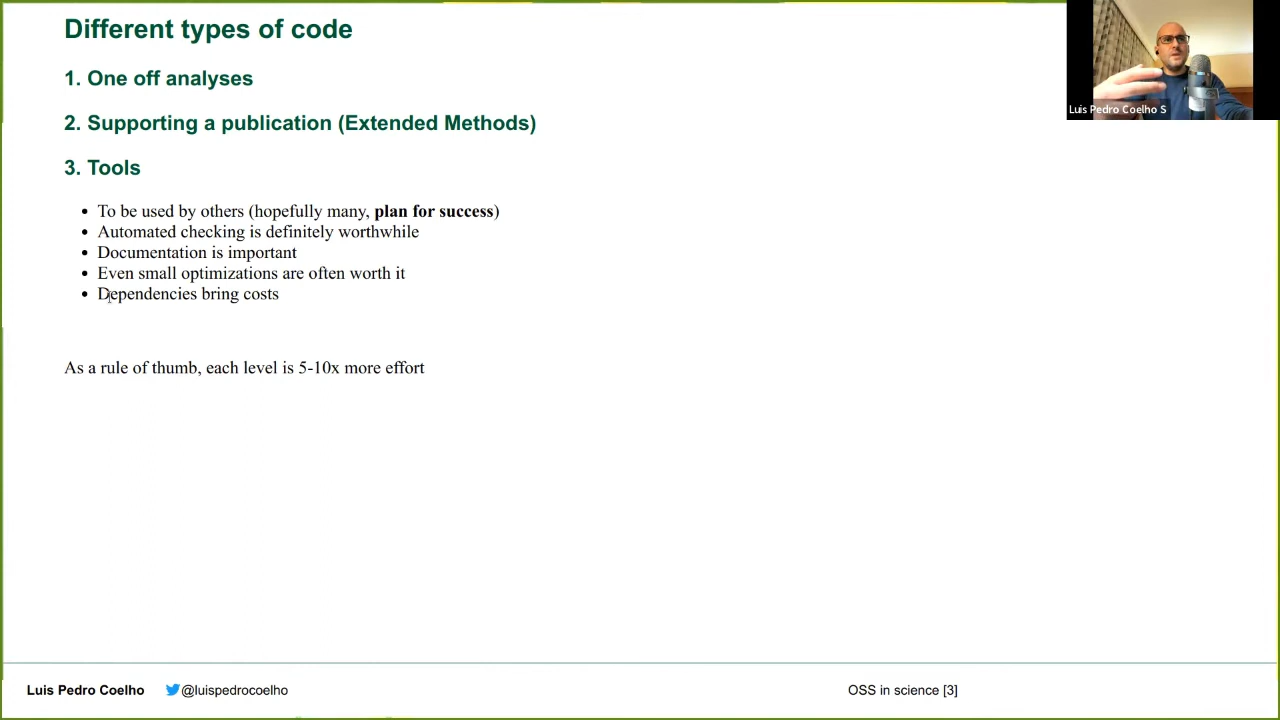 Different types of code
1. One off analyses
2. Supporting a publication (Extended Methods)
3. Tools
To be used by others (hopefully many, plan for success)
Automated checking is definitely worthwhile
Documentation is important
Even small optimizations are often worth it
Dependencies bring costs
As a rule of thumb, each level is 5-10x more effort
Luis Pedro Coelho S
Luis Pedro Coelho @luispedrocoelho OSS in science [3]